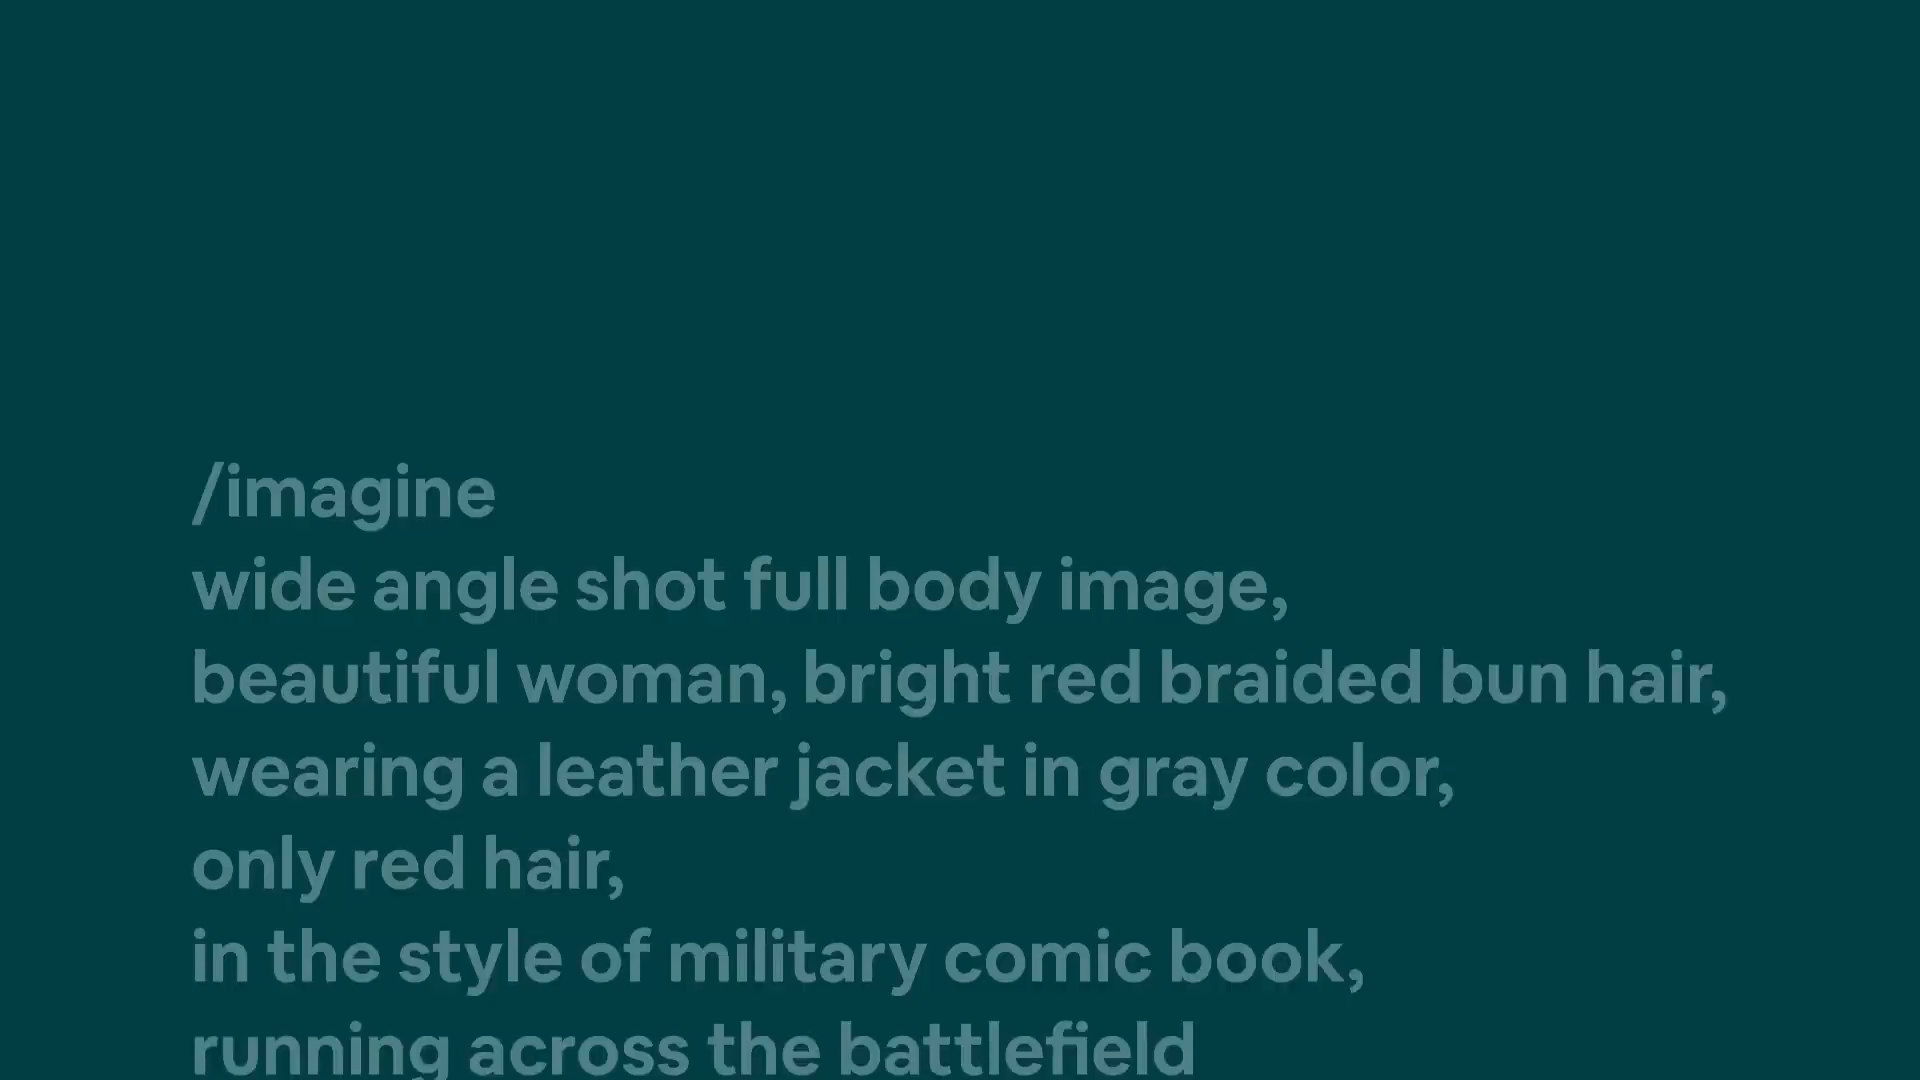 /imagine
wide angle shot full body image,
beautiful woman, bright red braided bun hair,
wearing a leather jacket in gray color,
only red hair,
in the style of military comic book,
running across the battlefield